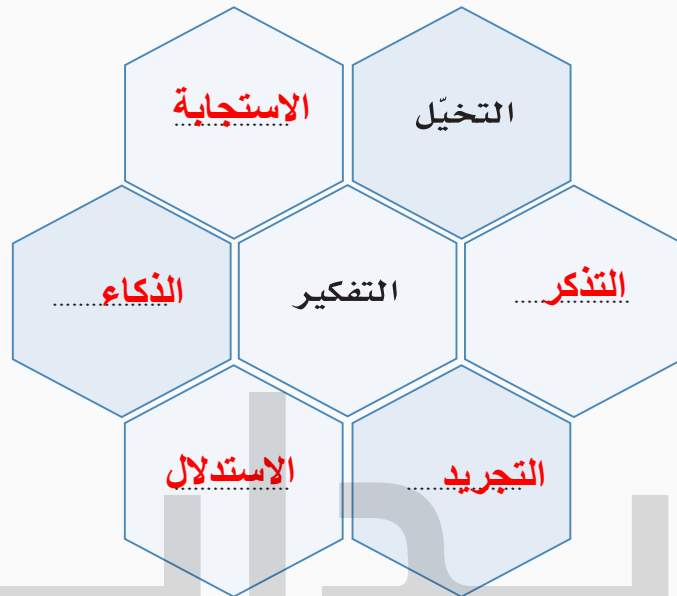 التخيّل
الاستجابة
التذكر
التفكير
الذكاء
التجريد
الاستدلال